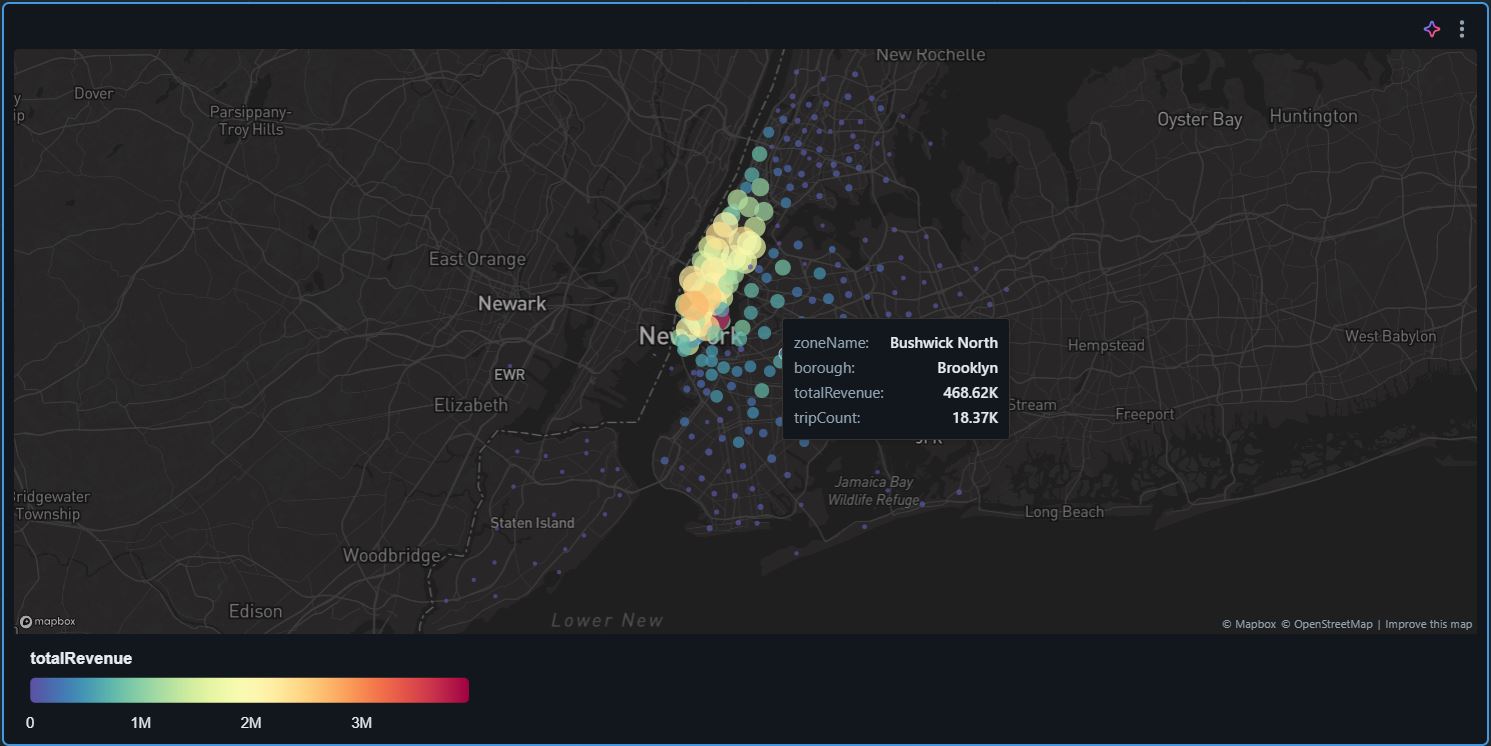 New Rochelle
Dover
Parsippany-
Troy Hills
Oyster Bay
Huntington
East Orange
Newark
New York
zoneName: Bushwick North
borough: Brooklyn
totalRevenue: 468.62K
tripCount: 18.37K
West Babylon
Hempstead
EWR
Elizabeth
Stream
Freeport
JFK
Jamaica Bay
Wildlife Refuge
Bridgewater
Township
Long Beach
Staten Island
Woodbridge
Edison
Lower New
mapbox
© Mapbox © OpenStreetMap | Improve this map
totalRevenue
0 1M 2M 3M